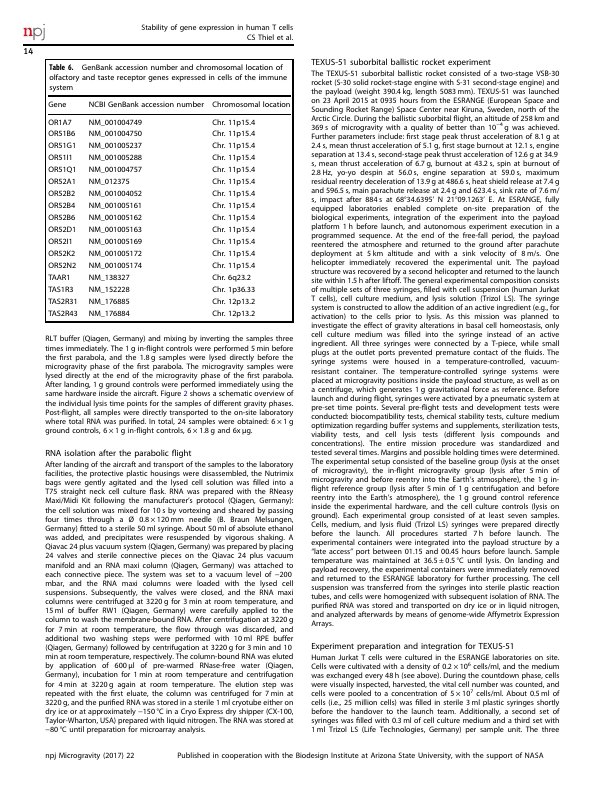 npj
Stability of gene expression in human T cells
CS Thiel et al.
14
Table 6. GenBank accession number and chromosomal location of
olfactory and taste receptor genes expressed in cells of the immune
system
Gene NCBI GenBank accession number Chromosomal location
OR1A7 NM_001004749 Chr. 11p15.4
OR51B6 NM_001004750 Chr. 11p15.4
OR51G1 NM_001005237 Chr. 11p15.4
OR51I1 NM_001005288 Chr. 11p15.4
OR51Q1 NM_001004757 Chr. 11p15.4
OR52A1 NM_012375 Chr. 11p15.4
OR52B2 NM_001004052 Chr. 11p15.4
OR52B4 NM_001005161 Chr. 11p15.4
OR52B6 NM_001005162 Chr. 11p15.4
OR52D1 NM_001005163 Chr. 11p15.4
OR52I1 NM_001005169 Chr. 11p15.4
OR52K2 NM_001005172 Chr. 11p15.4
OR52N2 NM_001005174 Chr. 11p15.4
TAAR1 NM_138327 Chr. 6q23.2
TAS1R3 NM_152228 Chr. 1p36.33
TAS2R31 NM_176885 Chr. 12p13.2
TAS2R43 NM_176884 Chr. 12p13.2
RLT buffer (Qiagen, Germany) and mixing by inverting the samples three
times immediately. The 1 g in-flight controls were performed 5 min before
the first parabola, and the 1.8 g samples were lysed directly before the
microgravity phase of the first parabola. The microgravity samples were
lysed directly at the end of the microgravity phase of the first parabola.
After landing, 1 g ground controls were performed immediately using the
same hardware inside the aircraft. Figure 2 shows a schematic overview of
the individual lysis time points for the samples of different gravity phases.
Post-flight, all samples were directly transported to the on-site laboratory
where total RNA was purified. In total, 24 samples were obtained: 6 × 1 g
ground controls, 6 × 1 g in-flight controls, 6 × 1.8 g and 6x μg.
RNA isolation after the parabolic flight
After landing of the aircraft and transport of the samples to the laboratory
facilities, the protective plastic housings were disassembled, the Nutrimix
bags were gently agitated and the lysed cell solution was filled into a
T75 straight neck cell culture flask. RNA was prepared with the RNeasy
Maxi/Midi Kit following the manufacturer's protocol (Qiagen, Germany):
the cell solution was mixed for 10 s by vortexing and sheared by passing
four times through a Ø 0.8 × 120 mm needle (B. Braun Melsungen,
Germany) fitted to a sterile 50 ml syringe. About 50 ml of absolute ethanol
was added, and precipitates were resuspended by vigorous shaking. A
Qiavac 24 plus vacuum system (Qiagen, Germany) was prepared by placing
24 valves and sterile connective pieces on the Qiavac 24 plus vacuum
manifold and an RNA maxi column (Qiagen, Germany) was attached to
each connective piece. The system was set to a vacuum level of −200
mbar, and the RNA maxi columns were loaded with the lysed cell
suspensions. Subsequently, the valves were closed, and the RNA maxi
columns were centrifuged at 3220 g for 3 min at room temperature, and
15 ml of buffer RW1 (Qiagen, Germany) were carefully applied to the
column to wash the membrane-bound RNA. After centrifugation at 3220 g
for 7 min at room temperature, the flow through was discarded, and
additional two washing steps were performed with 10 ml RPE buffer
(Qiagen, Germany) followed by centrifugation at 3220 g for 3 min and 10
min at room temperature, respectively. The column-bound RNA was eluted
by application of 600 μl of pre-warmed RNase-free water (Qiagen,
Germany), incubation for 1 min at room temperature and centrifugation
for 4 min at 3220 g again at room temperature. The elution step was
repeated with the first eluate, the column was centrifuged for 7 min at
3220 g, and the purified RNA was stored in a sterile 1 ml cryotube either on
dry ice or at approximately −150 °C in a Cryo Express dry shipper (CX-100,
Taylor-Wharton, USA) prepared with liquid nitrogen. The RNA was stored at
−80 °C until preparation for microarray analysis.
TEXUS-51 suborbital ballistic rocket experiment
The TEXUS-51 suborbital ballistic rocket consisted of a two-stage VSB-30
rocket (S-30 solid rocket-stage engine with S-31 second-stage engine) and
the payload (weight 390.4 kg, length 5083 mm). TEXUS-51 was launched
on 23 April 2015 at 0935 hours from the ESRANGE (European Space and
Sounding Rocket Range) Space Center near Kiruna, Sweden, north of the
Arctic Circle. During the ballistic suborbital flight, an altitude of 258 km and
369 s of microgravity with a quality of better than 10−4 g was achieved.
Further parameters include: first stage peak thrust acceleration of 8.1 g at
2.4 s, mean thrust acceleration of 5.1 g, first stage burnout at 12.1 s, engine
separation at 13.4 s, second-stage peak thrust acceleration of 12.6 g at 34.9
s, mean thrust acceleration of 6.7 g, burnout at 43.2 s, spin at burnout of
2.8 Hz, yo-yo despin at 56.0 s, engine separation at 59.0 s, maximum
residual reentry deceleration of 13.9 g at 486.6 s, heat shield release at 7.4 g
and 596.5 s, main parachute release at 2.4 g and 623.4 s, sink rate of 7.6 m/
s, impact after 884 s at 68°34.6395′ N 21°09.1263′ E. At ESRANGE, fully
equipped laboratories enabled complete on-site preparation of the
biological experiments, integration of the experiment into the payload
platform 1 h before launch, and autonomous experiment execution in a
programmed sequence. At the end of the free-fall period, the payload
reentered the atmosphere and returned to the ground after parachute
deployment at 5 km altitude and with a sink velocity of 8 m/s. One
helicopter immediately recovered the experiment unit. The payload
structure was recovered by a second helicopter and returned to the launch
site within 1.5 h after liftoff. The general experimental composition consists
of multiple sets of three syringes, filled with cell suspension (human Jurkat
T cells), cell culture medium, and lysis solution (Trizol LS). The syringe
system is constructed to allow the addition of an active ingredient (e.g., for
activation) to the cells prior to lysis. As this mission was planned to
investigate the effect of gravity alterations in basal cell homeostasis, only
cell culture medium was filled into the syringe instead of an active
ingredient. All three syringes were connected by a T-piece, while small
plugs at the outlet ports prevented premature contact of the fluids. The
syringe systems were housed in a temperature-controlled, vacuum-
resistant container. The temperature-controlled syringe systems were
placed at microgravity positions inside the payload structure, as well as on
a centrifuge, which generates 1 g gravitational force as reference. Before
launch and during flight, syringes were activated by a pneumatic system at
pre-set time points. Several pre-flight tests and development tests were
conducted: biocompatibility tests, chemical stability tests, culture medium
optimization regarding buffer systems and supplements, sterilization tests,
viability tests, and cell lysis tests (different lysis compounds and
concentrations). The entire mission procedure was standardized and
tested several times. Margins and possible holding times were determined.
The experimental setup consisted of the baseline group (lysis at the onset
of microgravity), the in-flight microgravity group (lysis after 5 min of
microgravity and before reentry into the Earth's atmosphere), the 1 g in-
flight reference group (lysis after 5 min of 1 g centrifugation and before
reentry into the Earth's atmosphere), the 1 g ground control reference
inside the experimental hardware, and the cell culture controls (lysis on
ground). Each experimental group consisted of at least seven samples.
Cells, medium, and lysis fluid (Trizol LS) syringes were prepared directly
before the launch. All procedures started 7 h before launch. The
experimental containers were integrated into the payload structure by a
"late access" port between 01.15 and 00.45 hours before launch. Sample
temperature was maintained at 36.5 ± 0.5 °C until lysis. On landing and
payload recovery, the experiment containers were immediately removed
and returned to the ESRANGE laboratory for further processing. The cell
suspension was transferred from the syringes into sterile plastic reaction
tubes, and cells were homogenized with subsequent isolation of RNA. The
purified RNA was stored and transported on dry ice or in liquid nitrogen,
and analyzed afterwards by means of genome-wide Affymetrix Expression
Arrays.
Experiment preparation and integration for TEXUS-51
Human Jurkat T cells were cultured in the ESRANGE laboratories on site.
Cells were cultivated with a density of 0.2 × 10⁶ cells/ml, and the medium
was exchanged every 48 h (see above). During the countdown phase, cells
were visually inspected, harvested, the vital cell number was counted, and
cells were pooled to a concentration of 5 × 10⁷ cells/ml. About 0.5 ml of
cells (i.e., 25 million cells) was filled in sterile 3 ml plastic syringes shortly
before the handover to the launch team. Additionally, a second set of
syringes was filled with 0.3 ml of cell culture medium and a third set with
1 ml Trizol LS (Life Technologies, Germany) per sample unit. The three
npj Microgravity (2017) 22
Published in cooperation with the Biodesign Institute at Arizona State University, with the support of NASA